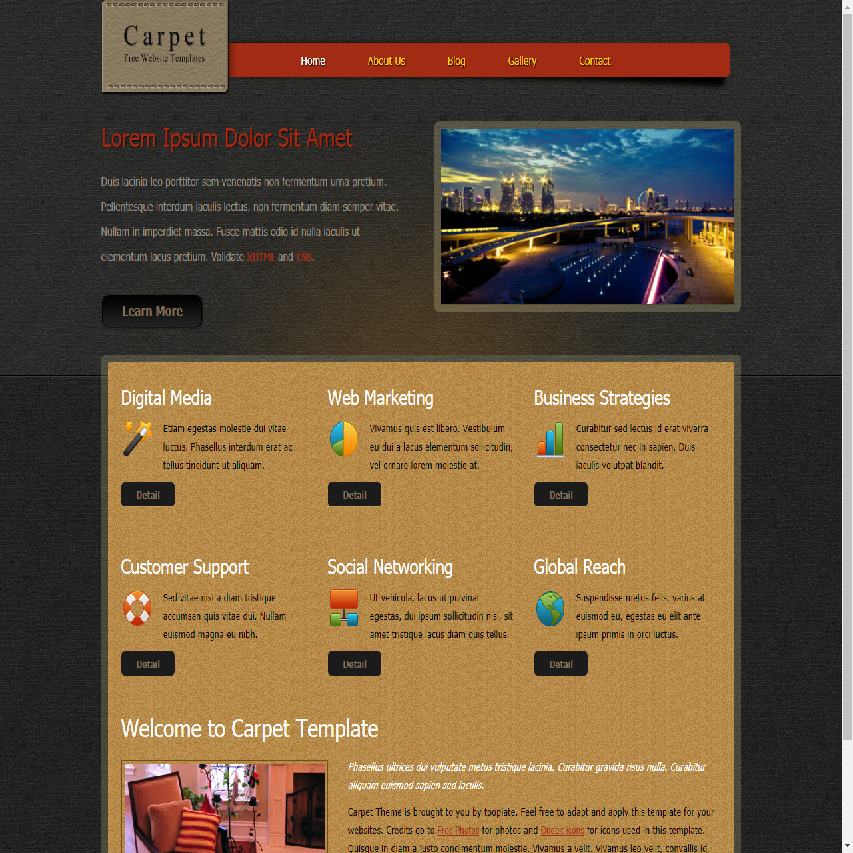 Carpet
Free Website Templates
Home About Us Blog Gallery Contact
Lorem Ipsum Dolor Sit Amet
Duis lacinia leo porttitor sem venenatis non fermentum urna pretium.
Pellentesque interdum iaculis lectus, non fermentum diam semper vitae.
Nullam in imperdiet massa. Fusce mattis odio id nulla iaculis ut
elementum lacus pretium. Validate XHTML and CSS.
Learn More
Digital Media
Etiam egestas molestie dui vitae
luctus. Phasellus interdum erat ac
tellus tincidunt ut aliquam.
Detail
Web Marketing
Vivamus quis est libero. Vestibulum
eu dui a lacus elementum sollicitudin,
vel ornare lorem molestie at.
Detail
Business Strategies
Curabitur sed lectus id erat viverra
consectetur nec in sapien. Duis
iaculis volutpat blandit.
Detail
Customer Support
Sed vitae nisi a diam tristique
accumsan quis vitae dui. Nullam
euismod magna eu nibh.
Detail
Social Networking
Ut vehicula, lacus ut pulvinar
egestas, dui ipsum sollicitudin nisi, sit
amet tristique lacus diam quis tellus.
Detail
Global Reach
Suspendisse metus felis, varius at
euismod eu, egestas eu elit ante
ipsum primis in orci luctus.
Detail
Welcome to Carpet Template
Phasellus ultrices dui vulputate metus tristique lacinia. Curabitur gravida risus nulla. Curabitur
aliquam euismod sapien sed iaculis.
Carpet Theme is brought to you by tooplate. Feel free to adapt and apply this template for your
websites. Credits go to Free Photos for photos and Onebit icons for icons used in this template.
Quisque in diam a justo condimentum molestie. Vivamus a velit. Vivamus leo velit, convallis id,